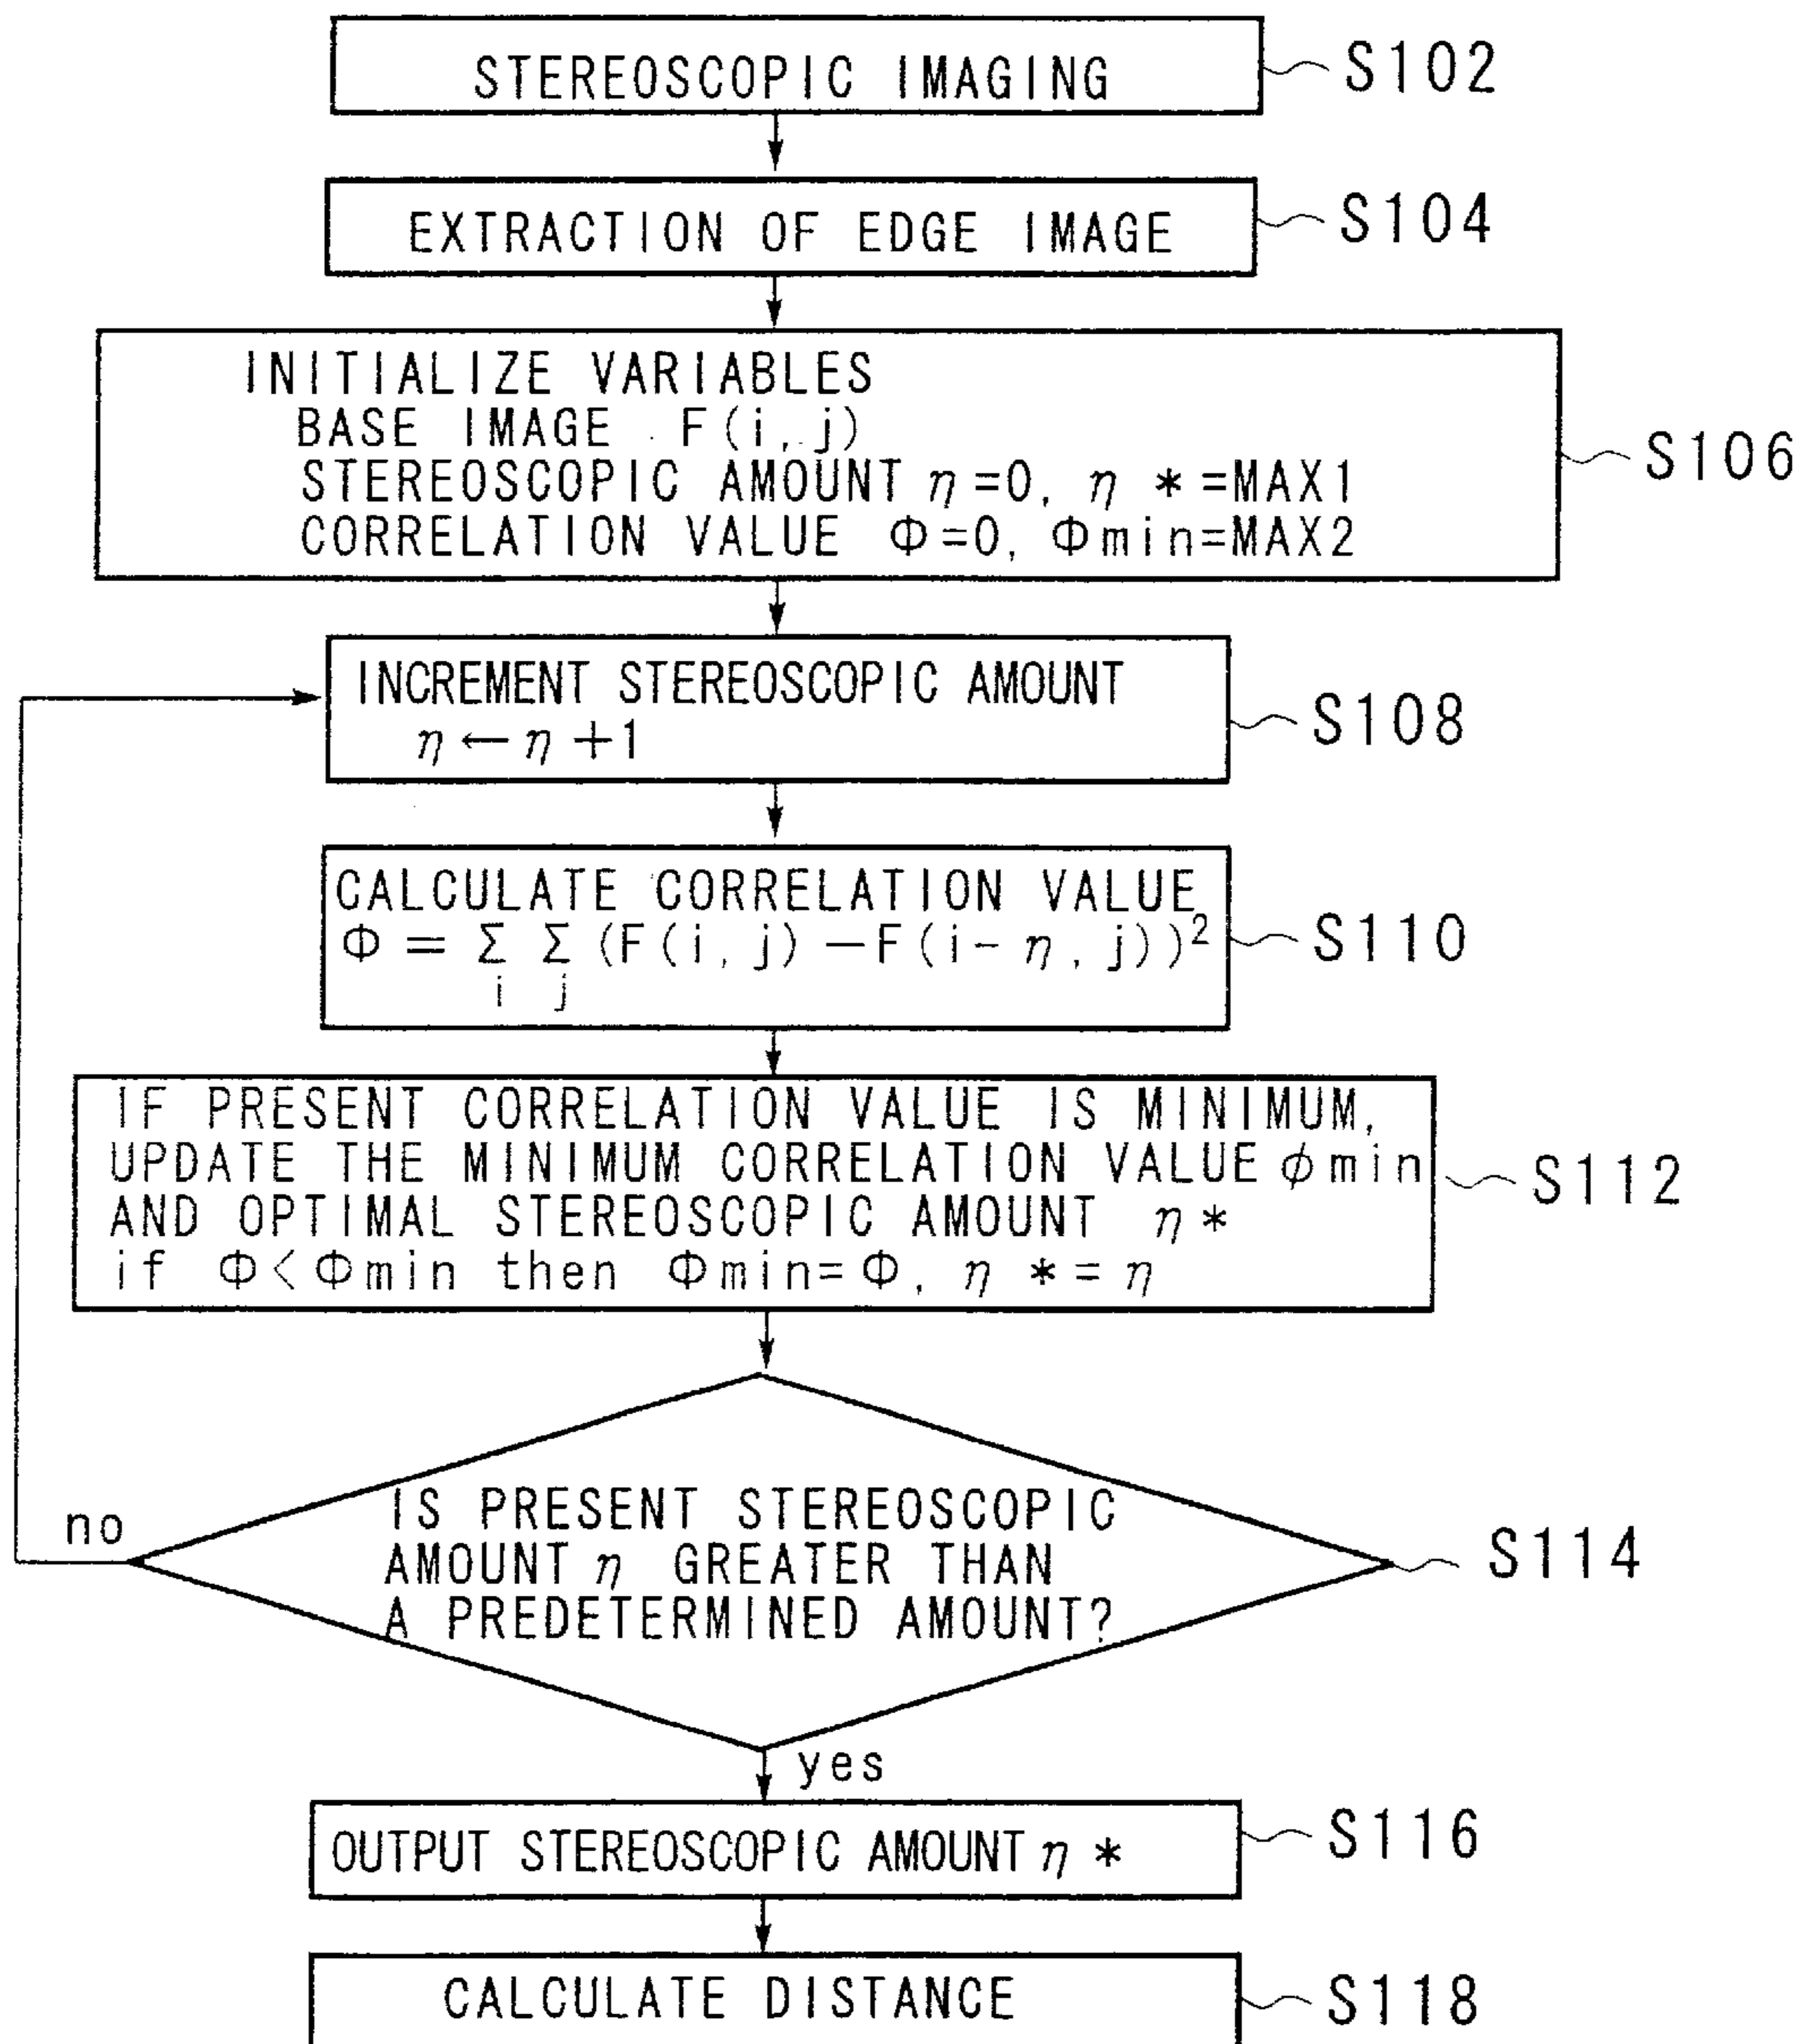 STEREOSCOPIC IMAGING
S102
EXTRACTION OF EDGE IMAGE
S104
INITIALIZE VARIABLES
BASE IMAGE F(i,j)
STEREOSCOPIC AMOUNT η=0, η*=MAX1
CORRELATION VALUE Φ=0, Φmin=MAX2
S106
INCREMENT STEREOSCOPIC AMOUNT
η←η+1
S108
CALCULATE CORRELATION VALUE
Φ = Σ Σ (F(i,j) −F(i-η,j))²
i j
S110
IF PRESENT CORRELATION VALUE IS MINIMUM,
UPDATE THE MINIMUM CORRELATION VALUE ϕmin
AND OPTIMAL STEREOSCOPIC AMOUNT η*
if Φ<Φmin then Φmin=Φ, η*=η
S112
IS PRESENT STEREOSCOPIC
AMOUNT η GREATER THAN
A PREDETERMINED AMOUNT?
no
S114
yes
OUTPUT STEREOSCOPIC AMOUNT η*
S116
CALCULATE DISTANCE
S118